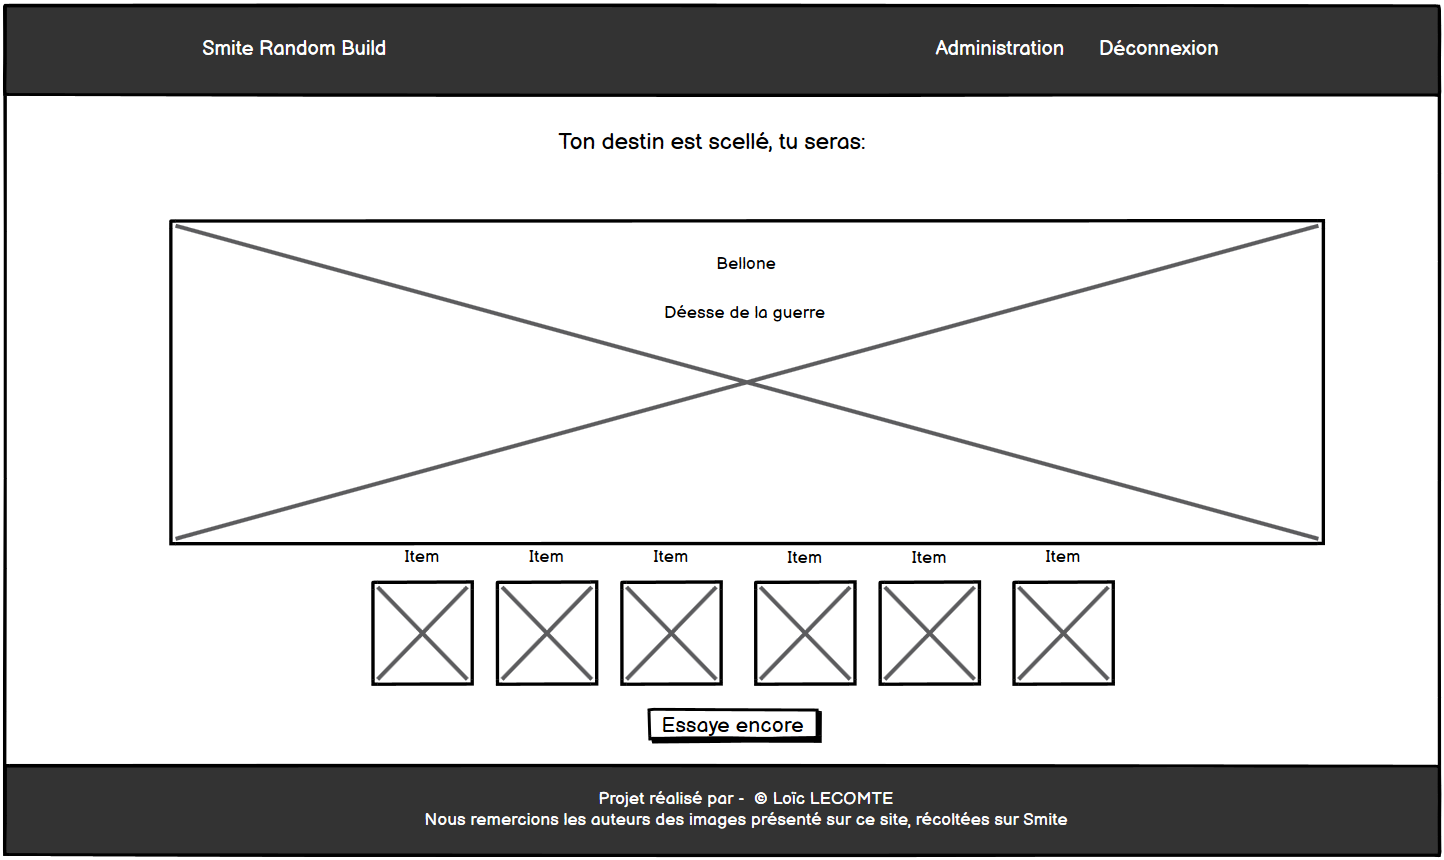 Smite Random Build
Administration
Déconnexion
Ton destin est scellé, tu seras:
Bellone
Déesse de la guerre
Item
Item
Item
Item
Item
Item
Essaye encore
Projet réalisé par - © Loïc LECOMTE
Nous remercions les auteurs des images présenté sur ce site, récoltées sur Smite